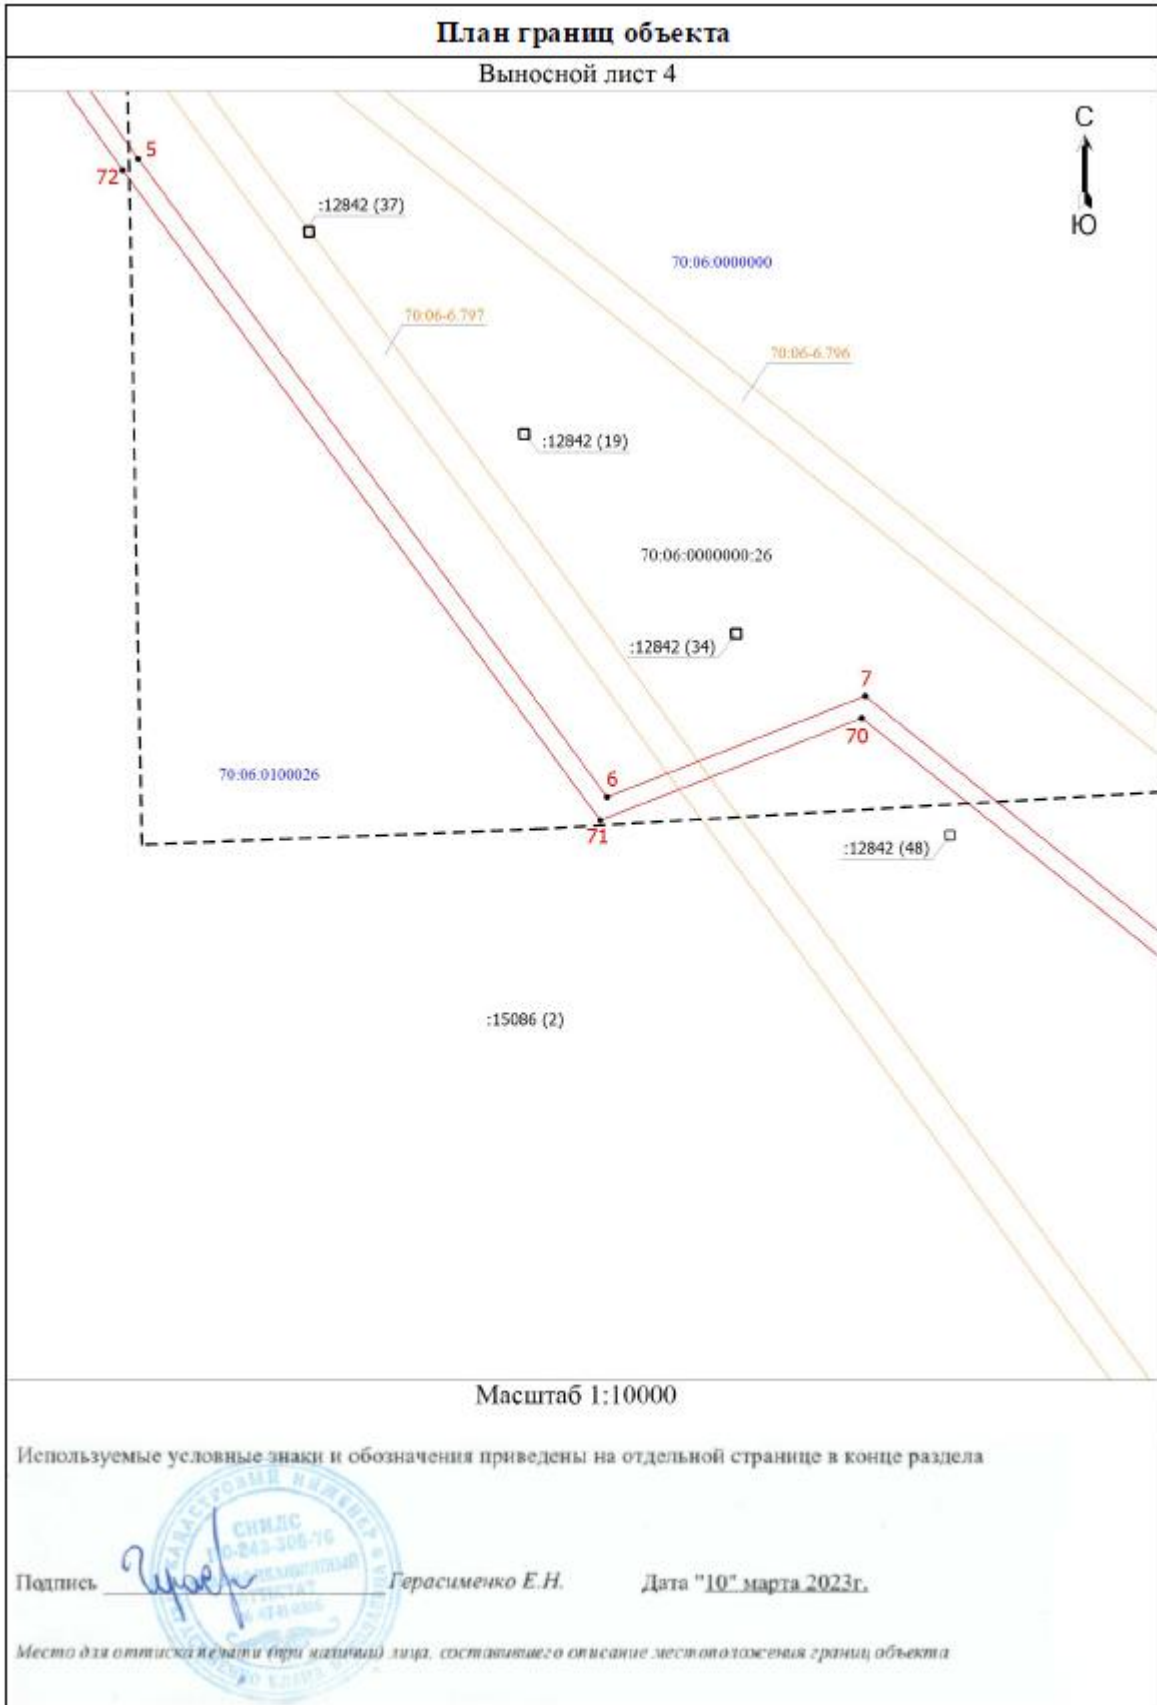 План границ объекта
Выносной лист 4
С
Ю
5
72
:12842 (37)
70:06:0000000
70:06-6.797
70:06-6.796
:12842 (19)
70:06:0000000:26
:12842 (34)
7
70
70:06:0100026
6
71
:12842 (48)
:15086 (2)
Масштаб 1:10000
Используемые условные знаки и обозначения приведены на отдельной странице в конце раздела
КАДАСТРОВЫЙ ИНЖЕНЕР
СНИЛС
Подпись Герасименко Е.Н. Дата "10" марта 2023г.
Место для оттиска печати (при наличии) лица, составившего описание местоположения границ объекта